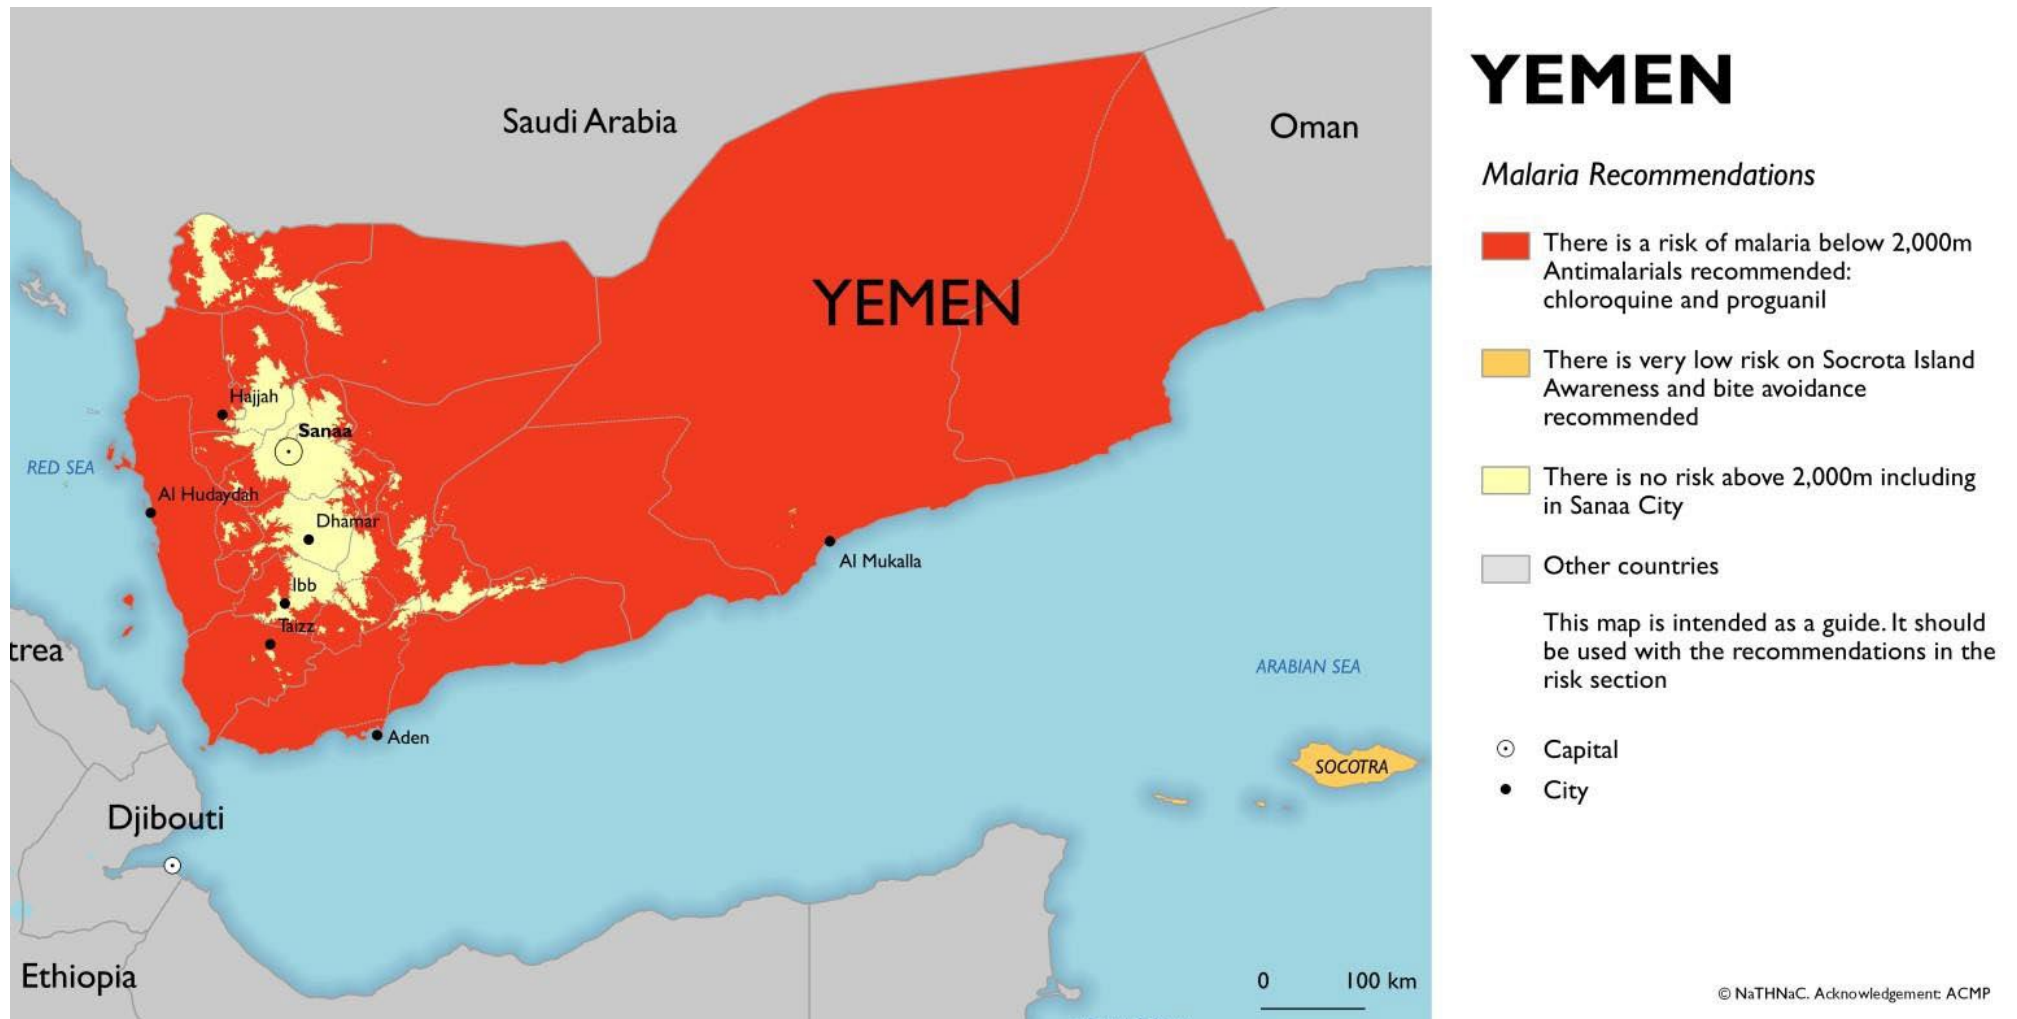 Saudi Arabia
Oman
YEMEN
Hajjah
Sanaa
RED SEA
Al Hudaydah
Dhamar
Al Mukalla
Ibb
Taizz
trea
ARABIAN SEA
Aden
SOCOTRA
Djibouti
Ethiopia
0 100 km
YEMEN
Malaria Recommendations
There is a risk of malaria below 2,000m
Antimalarials recommended:
chloroquine and proguanil
There is very low risk on Socrota Island
Awareness and bite avoidance
recommended
There is no risk above 2,000m including
in Sanaa City
Other countries
This map is intended as a guide. It should
be used with the recommendations in the
risk section
Capital
City
© NaTHNaC. Acknowledgement: ACMP